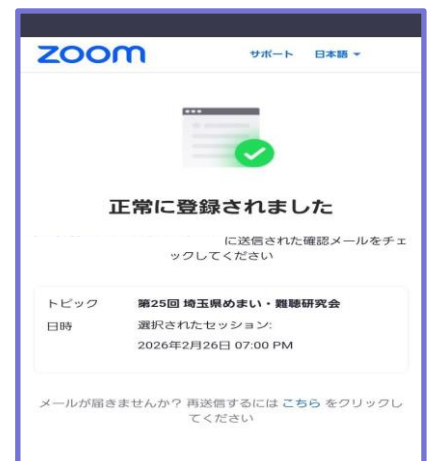 zoom サポート 日本語
正常に登録されました
に送信された確認メールをチェ
ックしてください
トピック 第25回 埼玉県めまい・難聴研究会
日時 選択されたセッション:
2026年2月26日 07:00 PM
メールが届きませんか？ 再送信するには こちら をクリックし
てください